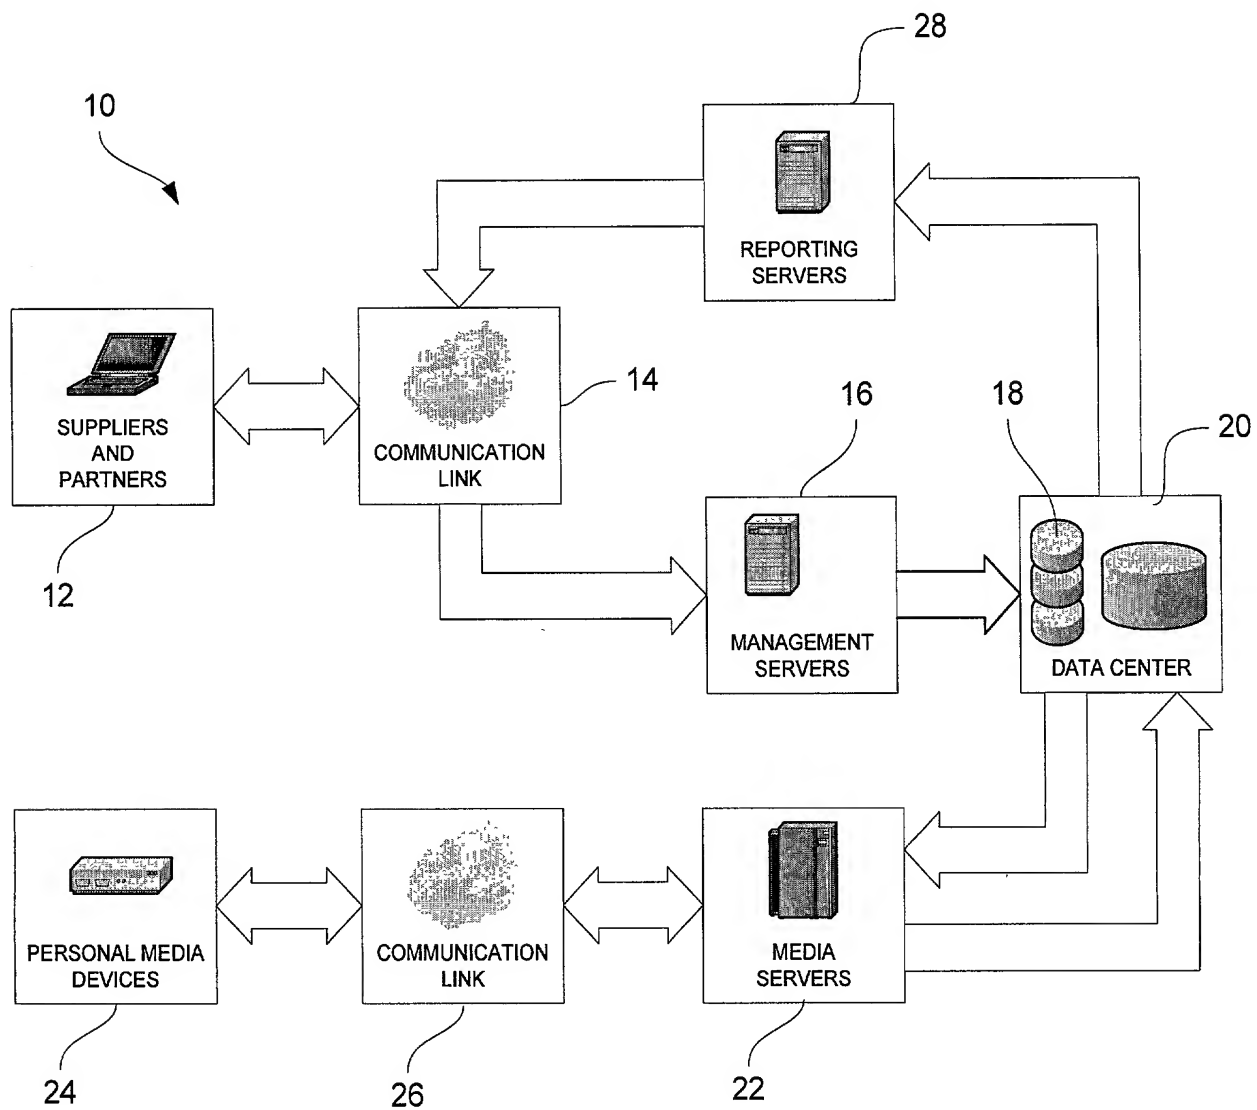 28
10
REPORTING
SERVERS
14
16
18
20
SUPPLIERS
AND
PARTNERS
COMMUNICATION
LINK
12
MANAGEMENT
SERVERS
DATA CENTER
PERSONAL MEDIA
DEVICES
COMMUNICATION
LINK
MEDIA
SERVERS
24
26
22